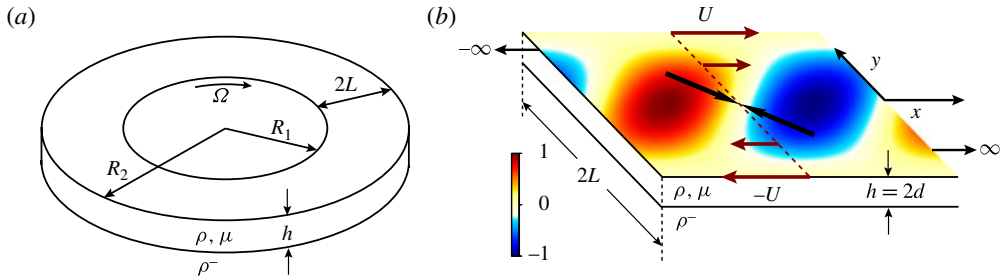 (a)
Ω
2L
R₁
R₂
ρ, μ
h
ρ⁻
(b)
U
−∞
y
x
∞
2L
1
0
−1
ρ, μ
−U
h = 2d
ρ⁻